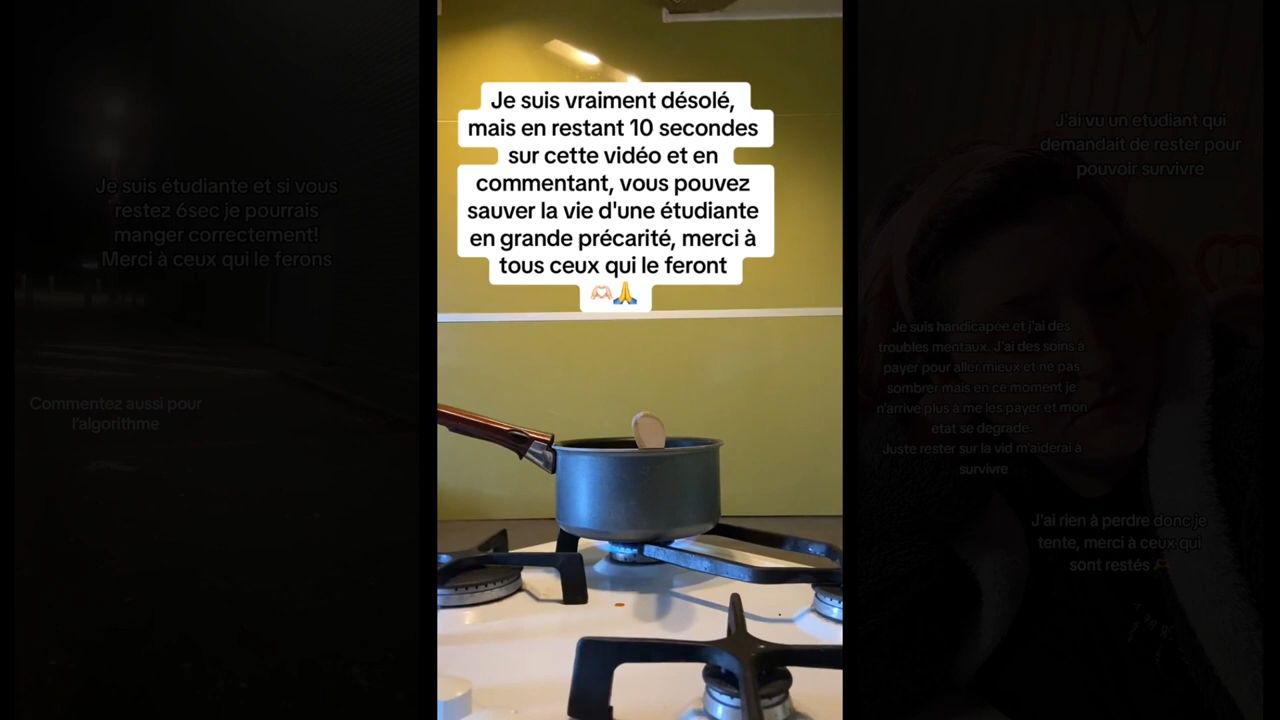 Je suis étudiante et si vous
restez 6sec je pourrais
manger correctement!
Merci à ceux qui le ferons
Commentez aussi pour
l'algorithme
Je suis vraiment désolé,
mais en restant 10 secondes
sur cette vidéo et en
commentant, vous pouvez
sauver la vie d'une étudiante
en grande précarité, merci à
tous ceux qui le feront
🫶🏻🙏
J'ai vu un etudiant qui
demandait de rester pour
pouvoir survivre
Je suis handicapée et j'ai des
troubles mentaux. J'ai des soins à
payer pour aller mieux et ne pas
sombrer mais en ce moment je
n'arrive plus à me les payer et mon
etat se degrade.
Juste rester sur la vid m'aiderai à
survivre
J'ai rien à perdre donc je
tente, merci à ceux qui
sont restés 🫶🏽